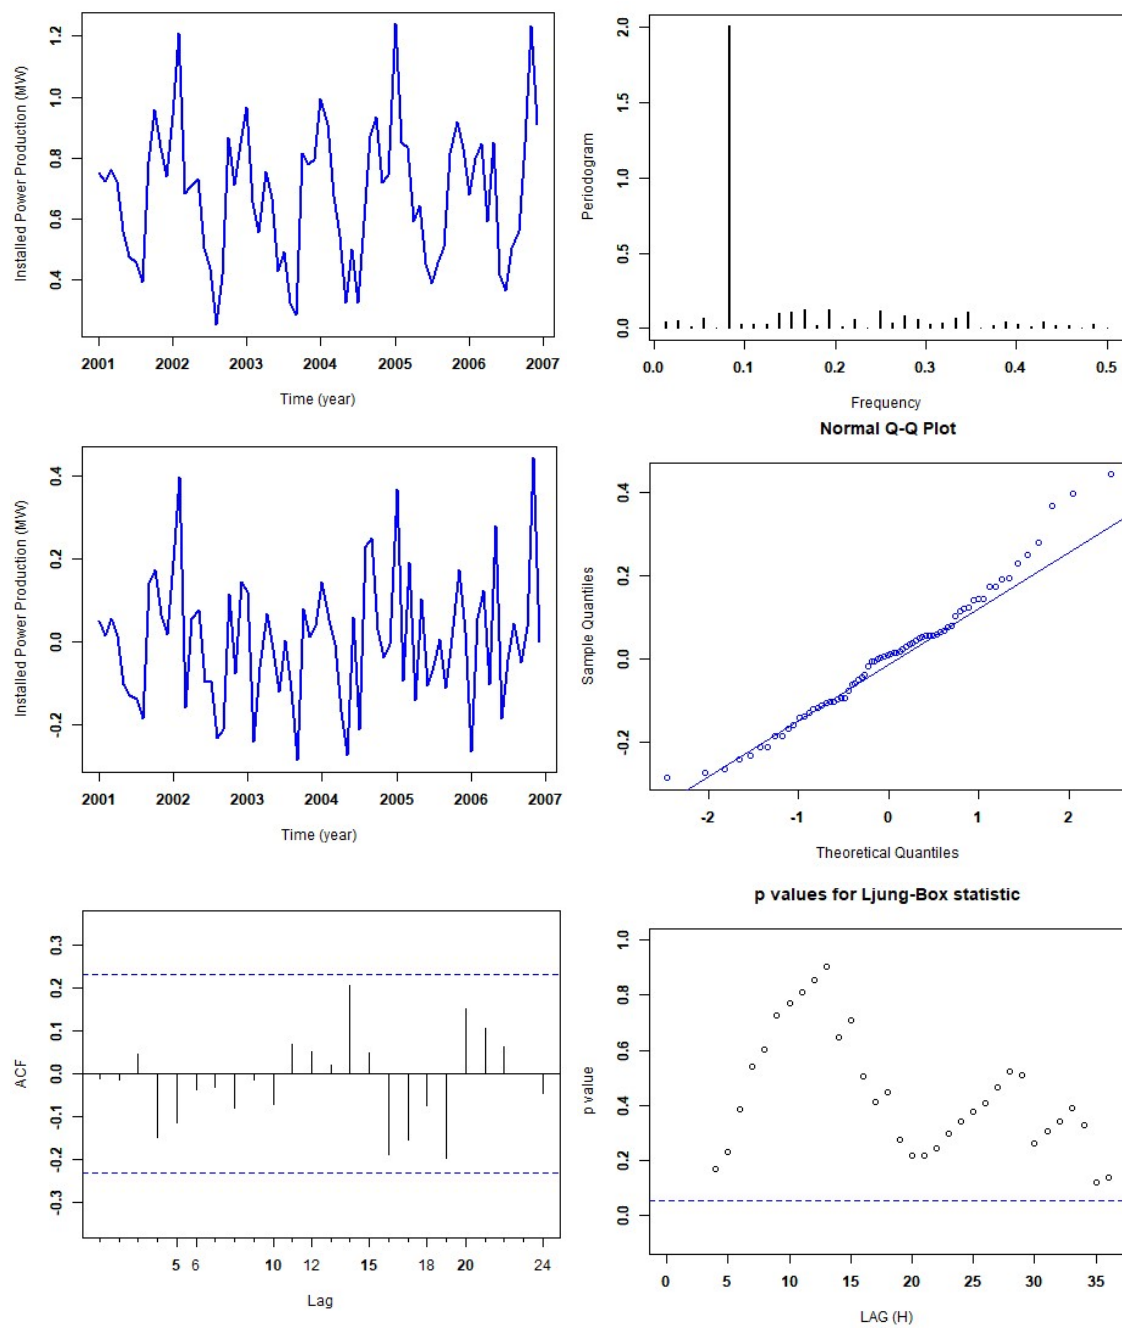 Installed Power Production (MW)
1.2
1.0
0.8
0.6
0.4
2001 2002 2003 2004 2005 2006 2007
Time (year)
Periodogram
2.0
1.5
1.0
0.5
0.0
0.0 0.1 0.2 0.3 0.4 0.5
Frequency
Installed Power Production (MW)
0.4
0.2
0.0
-0.2
2001 2002 2003 2004 2005 2006 2007
Time (year)
Normal Q-Q Plot
Sample Quantiles
0.4
0.2
0.0
-0.2
-2 -1 0 1 2
Theoretical Quantiles
ACF
0.3
0.2
0.1
0.0
-0.1
-0.2
-0.3
5 6 10 12 15 18 20 24
Lag
p values for Ljung-Box statistic
p value
1.0
0.8
0.6
0.4
0.2
0.0
0 5 10 15 20 25 30 35
LAG (H)